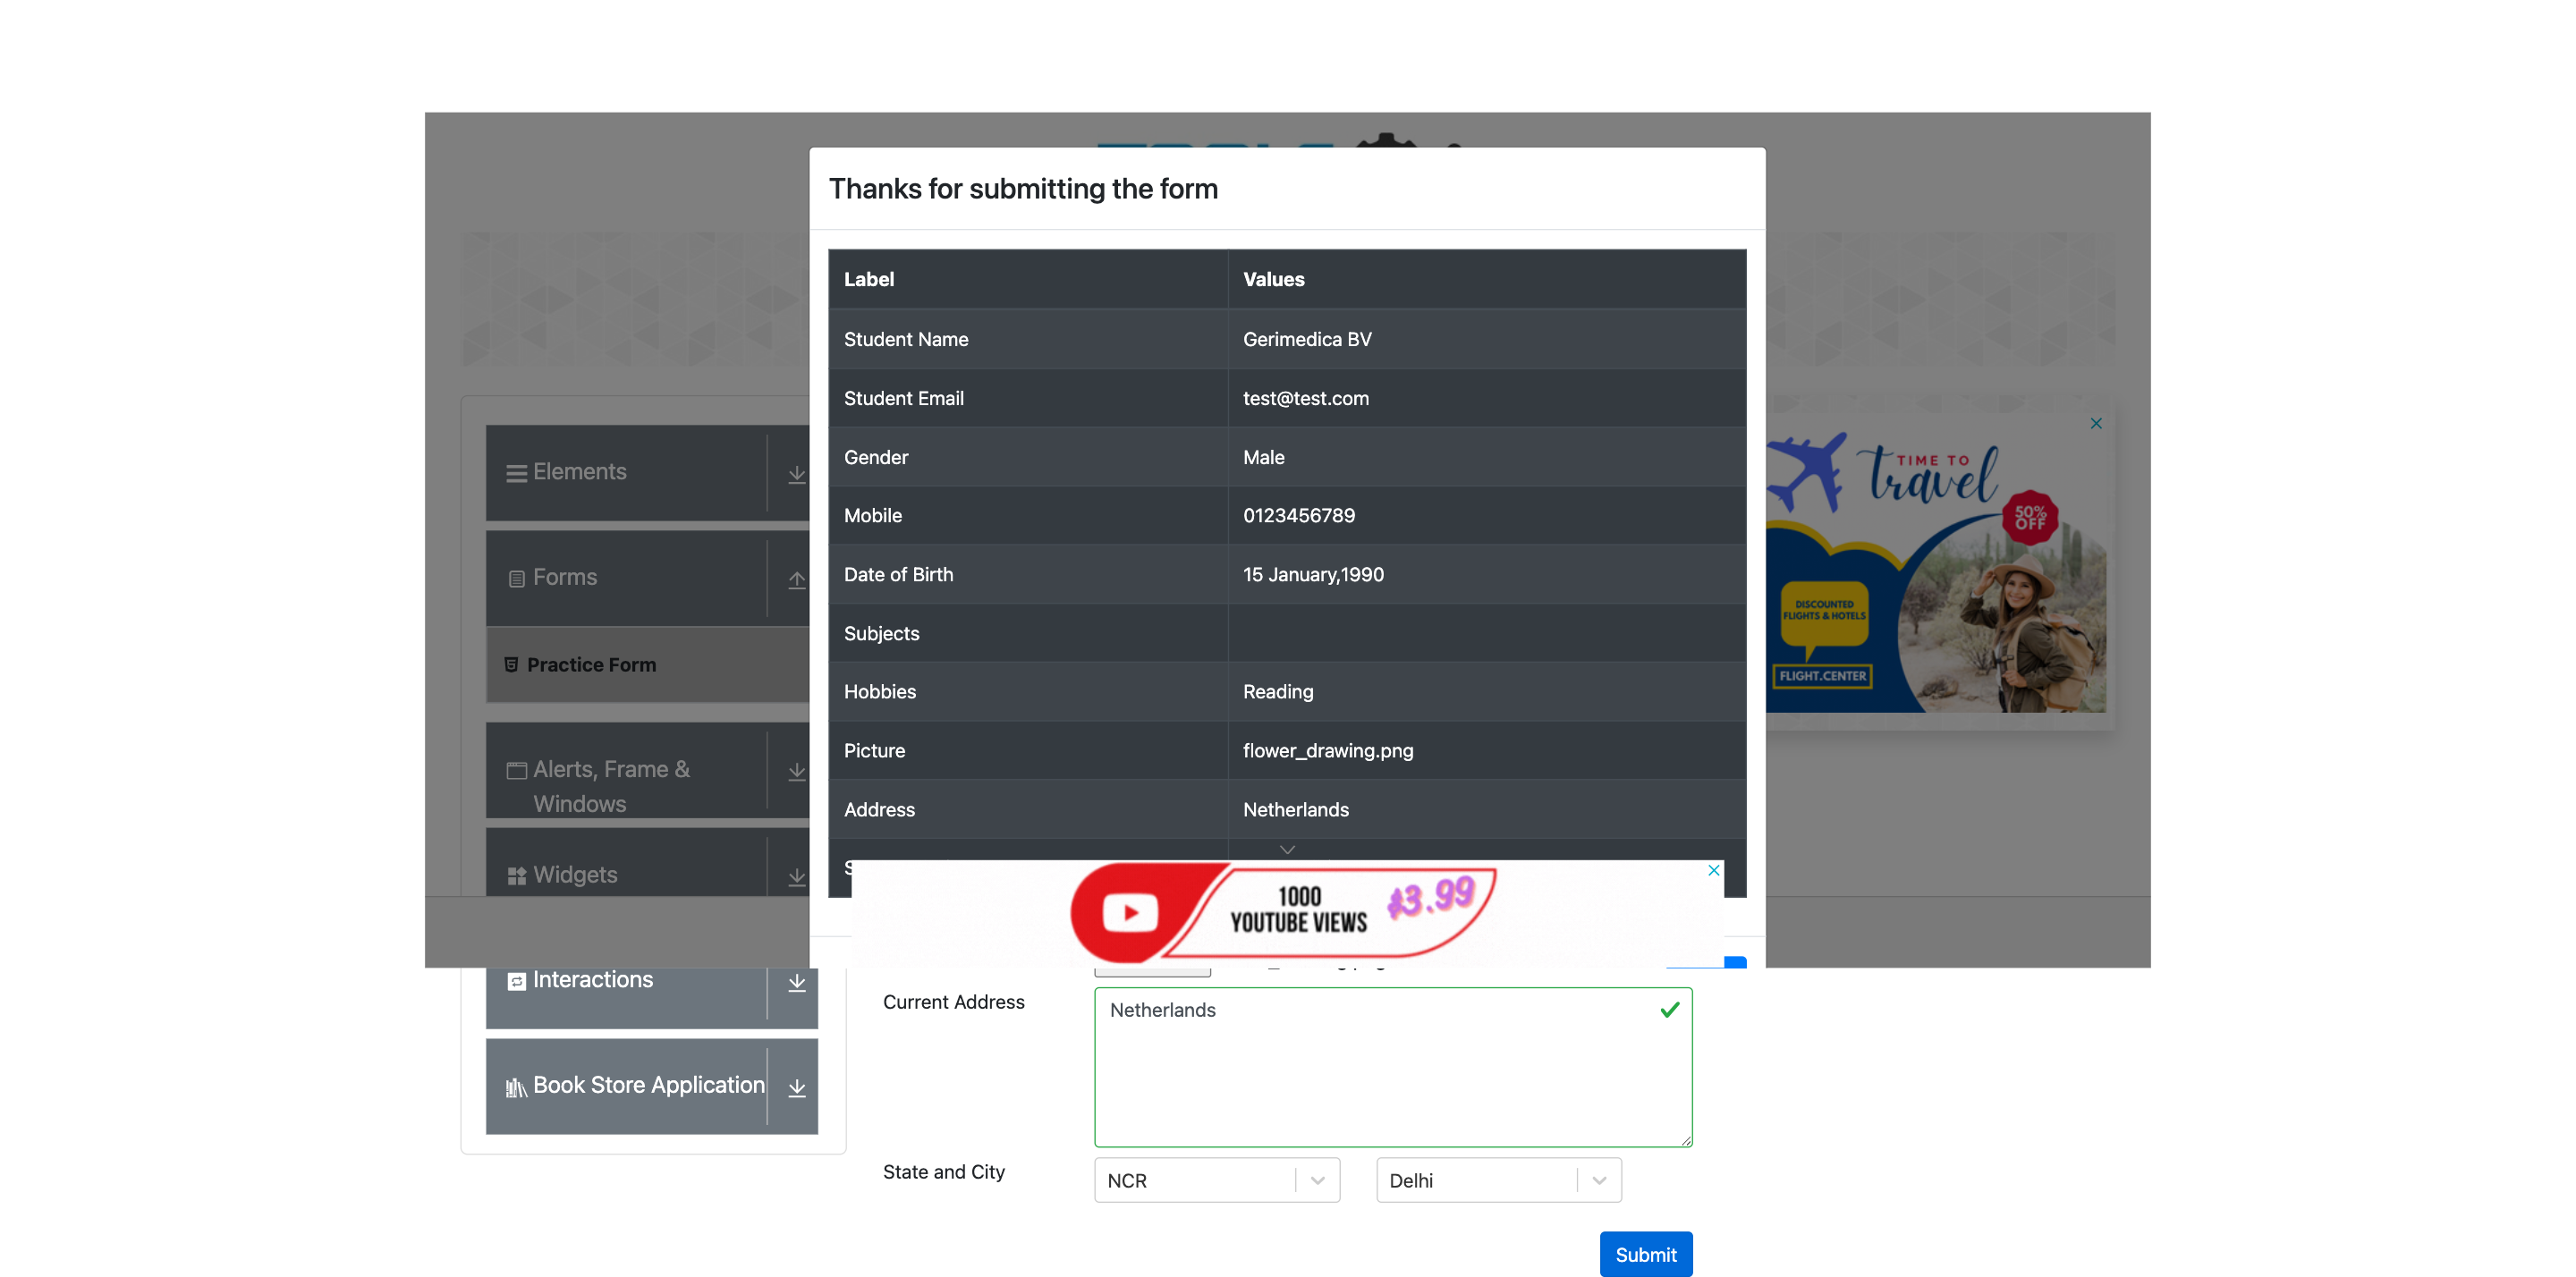 Thanks for submitting the form
Label Values
Student Name Gerimedica BV
Student Email test@test.com
Gender Male
Mobile 0123456789
Date of Birth 15 January,1990
Subjects
Hobbies Reading
Picture flower_drawing.png
Address Netherlands
Elements
Forms
Practice Form
Alerts, Frame &
Windows
Widgets
Interactions
Book Store Application
TIME TO
travel
50%
OFF
DISCOUNTED
FLIGHTS & HOTELS
FLIGHT.CENTER
1000
YOUTUBE VIEWS
$3.99
Current Address
Netherlands
State and City
NCR
Delhi
Submit